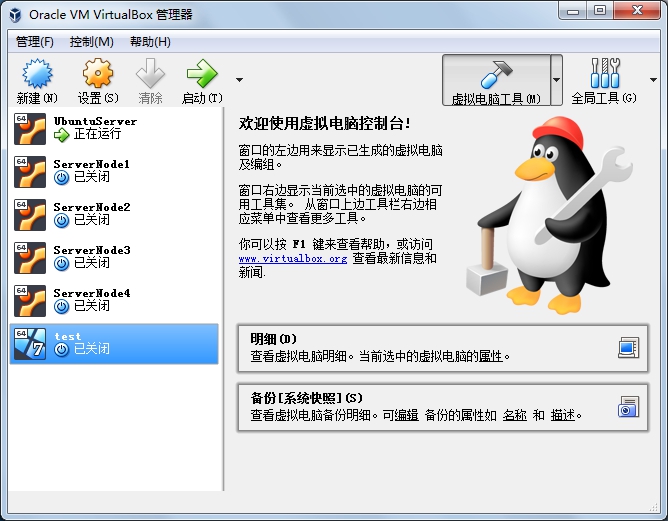 Oracle VM VirtualBox 管理器
管理(F) 控制(M) 帮助(H)
新建(N) 设置(S) 清除 启动(T) 虚拟电脑工具(M) 全局工具(G)
64 UbuntuServer
正在运行
64 ServerNode1
已关闭
64 ServerNode2
已关闭
64 ServerNode3
已关闭
64 ServerNode4
已关闭
64 7 test
已关闭
欢迎使用虚拟电脑控制台!
窗口的左边用来显示已生成的虚拟电脑
及编组。
窗口右边显示当前选中的虚拟电脑的可
用工具集。 从窗口上边工具栏右边相
应菜单中查看更多工具。
你可以按 F1 键来查看帮助，或访问
www.virtualbox.org 查看最新信息和
新闻.
明细(D)
查看虚拟电脑明细。当前选中的虚拟电脑的属性。
备份[系统快照](S)
查看虚拟电脑备份明细。可编辑 备份的属性如 名称 和 描述。